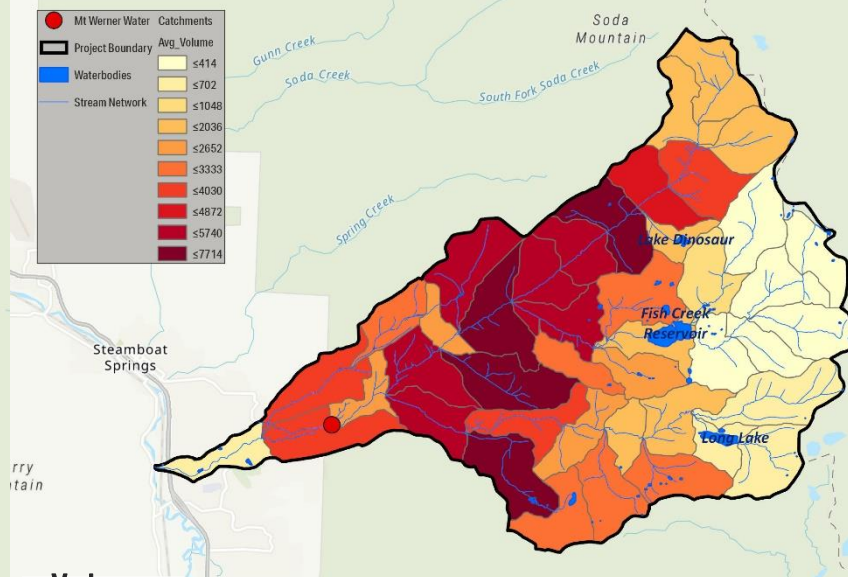 Mt Werner Water
Project Boundary
Waterbodies
Stream Network
Catchments
Avg_Volume
≤414
≤702
≤1048
≤2036
≤2652
≤3333
≤4030
≤4872
≤5740
≤7714
Soda
Mountain
Gunn Creek
Soda Creek
South Fork Soda Creek
Spring Creek
Lake Dinosaur
Fish Creek
Reservoir
Steamboat
Springs
Long Lake
rry
tain